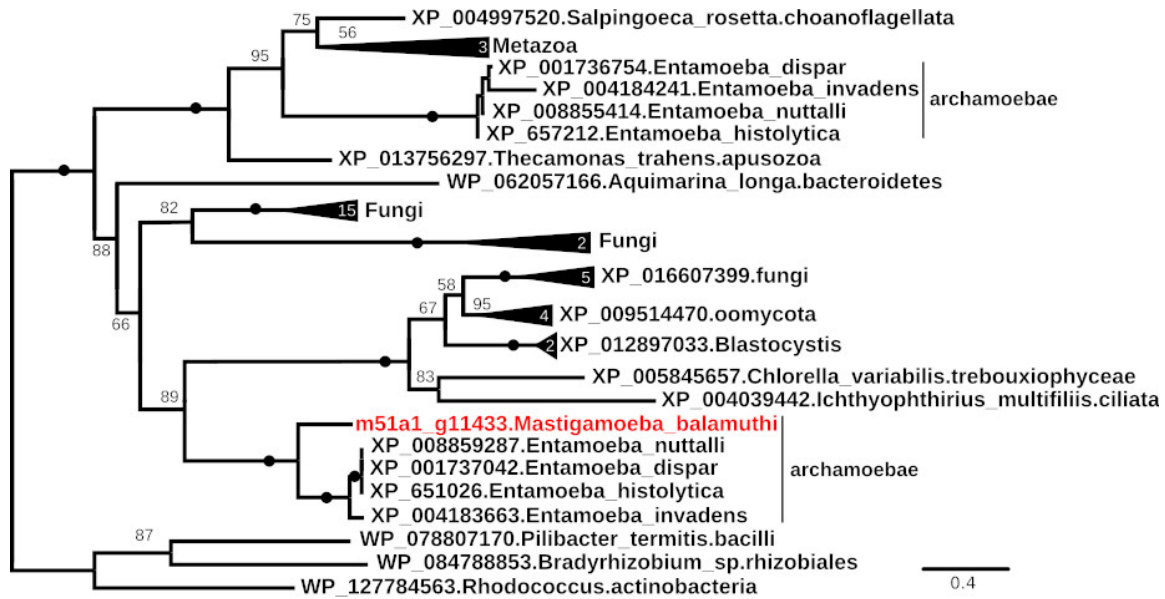 75
XP_004997520.Salpingoeca_rosetta.choanoflagellata
56
3 Metazoa
95
XP_001736754.Entamoeba_dispar
XP_004184241.Entamoeba_invadens
archamoebae
XP_008855414.Entamoeba_nuttalli
XP_657212.Entamoeba_histolytica
XP_013756297.Thecamonas_trahens.apusozoa
WP_062057166.Aquimarina_longa.bacteroidetes
82
15 Fungi
88
2 Fungi
58
5 XP_016607399.fungi
66
67
95
4 XP_009514470.oomycota
2 XP_012897033.Blastocystis
83
XP_005845657.Chlorella_variabilis.trebouxiophyceae
89
XP_004039442.Ichthyophthirius_multifiliis.ciliata
m51a1_g11433.Mastigamoeba_balamuthi
XP_008859287.Entamoeba_nuttalli
XP_001737042.Entamoeba_dispar
archamoebae
XP_651026.Entamoeba_histolytica
XP_004183663.Entamoeba_invadens
87
WP_078807170.Pilibacter_termitis.bacilli
WP_084788853.Bradyrhizobium_sp.rhizobiales
WP_127784563.Rhodococcus.actinobacteria
0.4